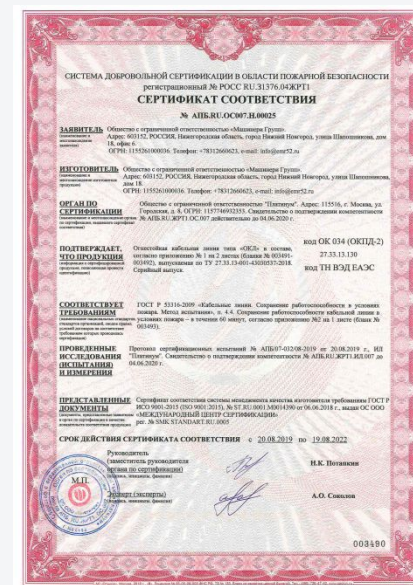 СИСТЕМА ДОБРОВОЛЬНОЙ СЕРТИФИКАЦИИ В ОБЛАСТИ ПОЖАРНОЙ БЕЗОПАСНОСТИ
регистрационный № РОСС RU.31376.04ЖРТ1
СЕРТИФИКАТ СООТВЕТСТВИЯ
№ АПБ.RU.ОС007.Н.00025
ЗАЯВИТЕЛЬ Общество с ограниченной ответственностью «Машинери Групп».
Адрес: 603152, РОССИЯ, Нижегородская область, город Нижний Новгород, улица Шапошникова, дом
18, офис 6.
ОГРН: 1155261000036. Телефон: +78312660623, e-mail: info@emr52.ru
ИЗГОТОВИТЕЛЬ Общество с ограниченной ответственностью «Машинери Групп».
Адрес: 603152, РОССИЯ, Нижегородская область, город Нижний Новгород, улица Шапошникова,
дом 18.
ОГРН: 1155261000036. Телефон: +78312660623, e-mail: info@emr52.ru
ОРГАН ПО СЕРТИФИКАЦИИ
Общество с ограниченной ответственностью "Платинум". Адрес: 115516, г. Москва, ул.
Городская, д. 8, ОГРН: 1157746932353. Свидетельство о подтверждении компетентности
№ АПБ.RU.ЖРТ1.ОС.007 действительно до 04.06.2020 г.
ПОДТВЕРЖДАЕТ, ЧТО ПРОДУКЦИЯ
Огнестойкая кабельная линия типа «ОКЛ» в составе,
согласно приложению № 1 на 2 листах (бланки № 003491-
003492), выпускаемая по ТУ 27.33.13-001-43030537-2018.
Серийный выпуск
код ОК 034 (ОКПД-2)
27.33.13.130
код ТН ВЭД ЕАЭС
СООТВЕТСТВУЕТ ТРЕБОВАНИЯМ
ГОСТ Р 53316-2009 «Кабельные линии. Сохранение работоспособности в условиях
пожара. Метод испытания», п. 4.4. Сохранение работоспособности кабельной линии в
условиях пожара – в течение 60 минут, согласно приложению №2 на 1 листе (бланк №
003493).
ПРОВЕДЕННЫЕ ИССЛЕДОВАНИЯ (ИСПЫТАНИЯ) И ИЗМЕРЕНИЯ
Протокол сертификационных испытаний № АПБ/07-032/08-2019 от 20.08.2019 г., ИЛ
"Платинум". Свидетельство о подтверждении компетентности № АПБ.RU.ЖРТ1.ИЛ.007 до
04.06.2020 г.
ПРЕДСТАВЛЕННЫЕ ДОКУМЕНТЫ
Сертификат соответствия системы менеджмента качества изготовителя требованиям ГОСТ Р
ИСО 9001-2015 (ISO 9001:2015), № ST.RU.0001.M0014390 от 06.06.2018 г., выдан ОС ООО
«МЕЖДУНАРОДНЫЙ ЦЕНТР СЕРТИФИКАЦИИ»
рег. № SMK STANDART.RU.0005
СРОК ДЕЙСТВИЯ СЕРТИФИКАТА СООТВЕТСТВИЯ с 20.08.2019 по 19.08.2022
Руководитель
(заместитель руководителя
органа по сертификации)
Н.К. Потапкин
М.П.
Эксперт (эксперты)
А.О. Соколов
003490